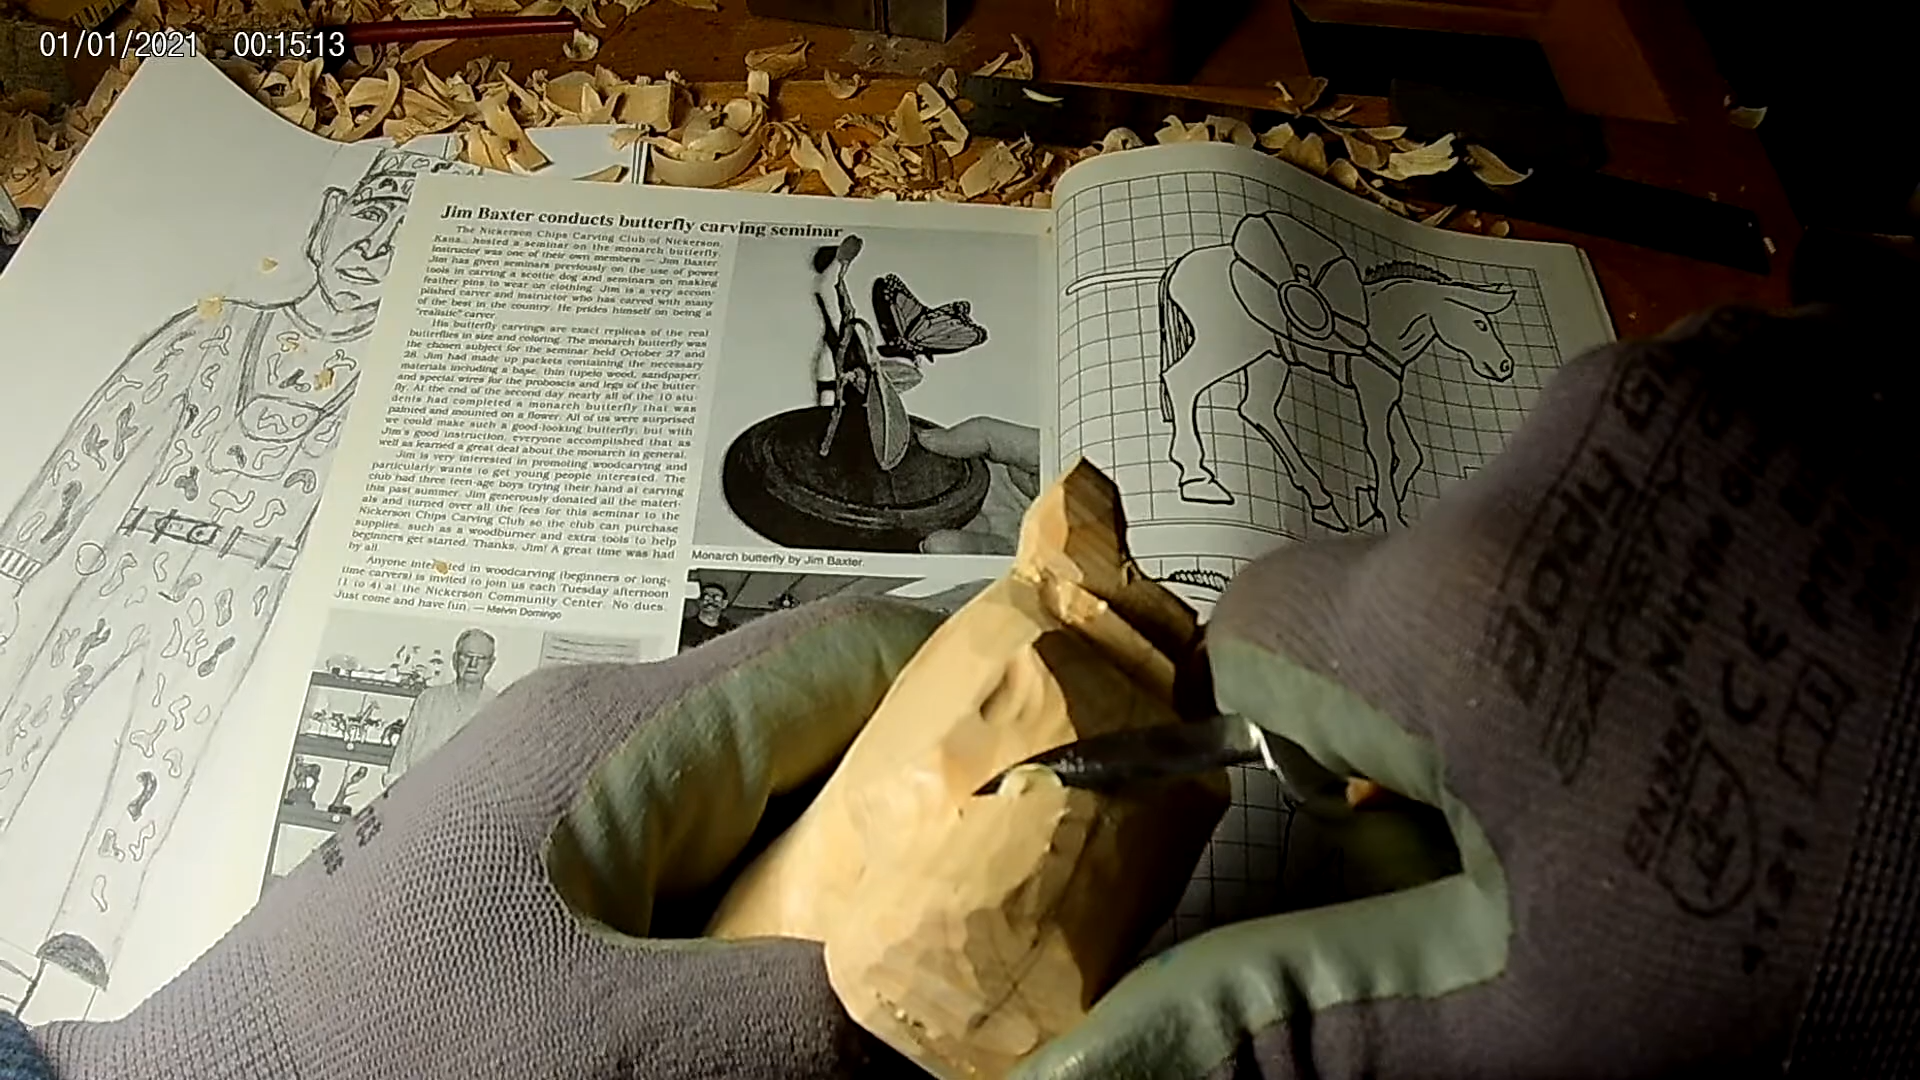 01/01/2021 00:15:13
Jim Baxter conducts butterfly carving seminar
The Nickerson Chips Carving Club of Nickerson,
Kans., hosted a seminar on the monarch butterfly.
Instructor was one of their own members — Jim Baxter.
Jim has given seminars previously on the use of power
tools in carving a scottie dog and seminars on making
feather pins to wear on clothing. Jim is a very accom-
plished carver and instructor who has carved with many
of the best in the country. He prides himself on being a
"realistic" carver.
His butterfly carvings are exact replicas of the real
butterflies in size and coloring. The monarch butterfly was
the chosen subject for the seminar held October 27 and
28. Jim had made up packets containing the necessary
materials including a base, thin tupelo wood, sandpaper,
and special wires for the proboscis and legs of the butter-
fly. At the end of the second day nearly all of the 10 stu-
dents had completed a monarch butterfly that was
painted and mounted on a flower. All of us were surprised
we could make such a good-looking butterfly, but with
Jim's good instruction, everyone accomplished that as
well as learned a great deal about the monarch in general.
Jim is very interested in promoting woodcarving and
particularly wants to get young people interested. The
club had three teen-age boys trying their hand at carving
this past summer. Jim generously donated all the materi-
als and turned over all the fees for this seminar to the
Nickerson Chips Carving Club so the club can purchase
supplies, such as a woodburner and extra tools to help
beginners get started. Thanks, Jim! A great time was had
by all.
Anyone interested in woodcarving (beginners or long-
time carvers) is invited to join us each Tuesday afternoon
(1 to 4) at the Nickerson Community Center. No dues.
Just come and have fun. — Melvin Domingo
Monarch butterfly by Jim Baxter.
CE